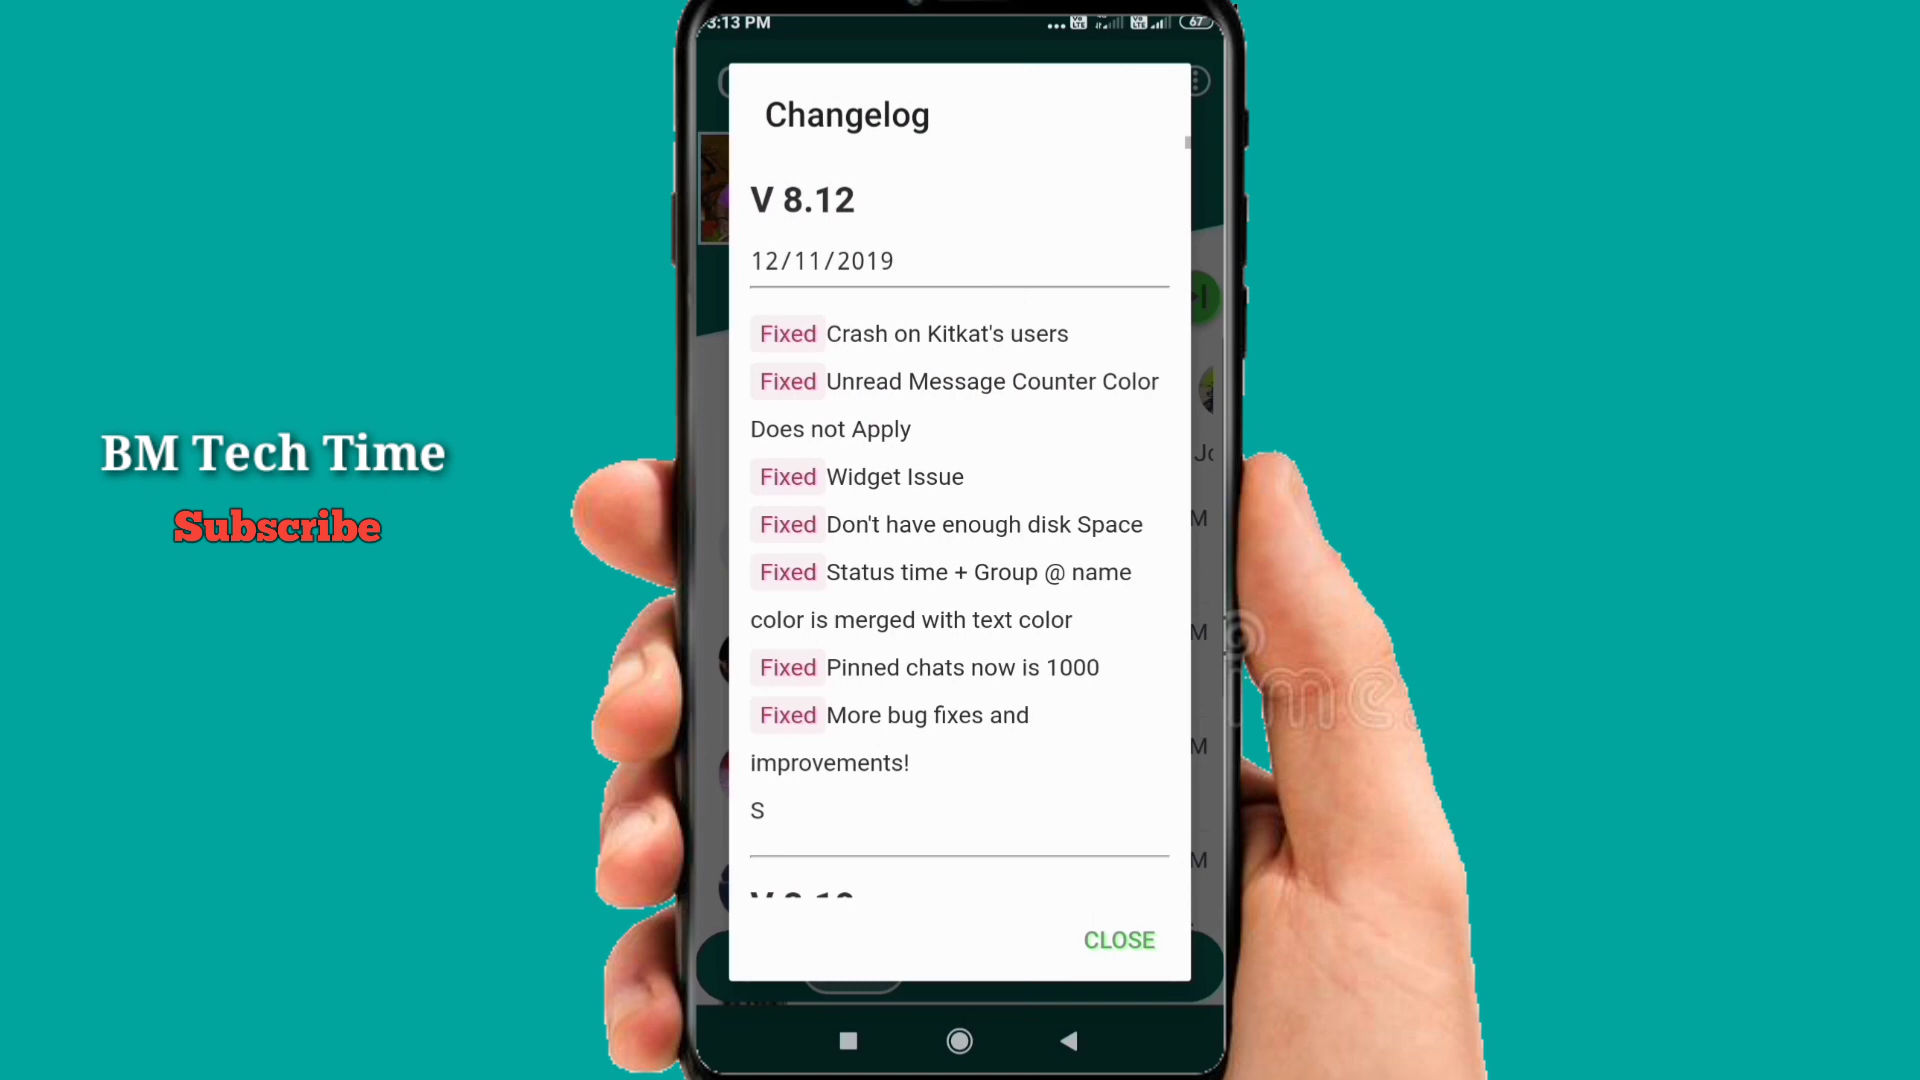 3:13 PM
67
Changelog
V 8.12
12/11/2019
Fixed Crash on Kitkat's users
Fixed Unread Message Counter Color
Does not Apply
Fixed Widget Issue
Fixed Don't have enough disk Space
Fixed Status time + Group @ name
color is merged with text color
Fixed Pinned chats now is 1000
Fixed More bug fixes and
improvements!
S
CLOSE
BM Tech Time
Subscribe